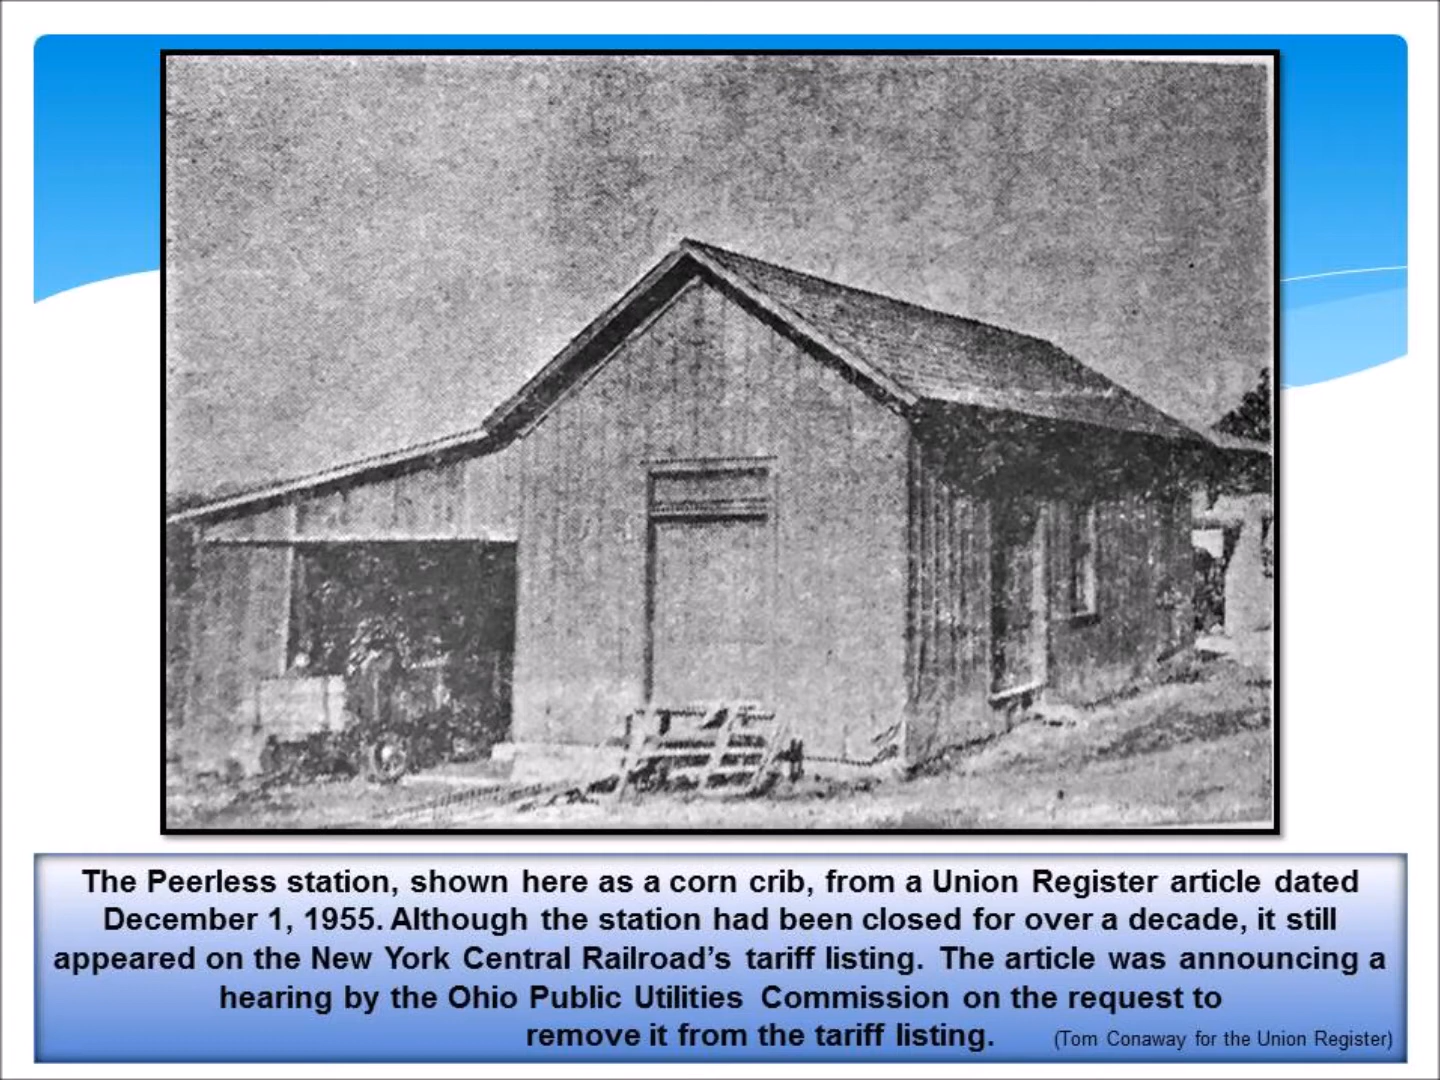 The Peerless station, shown here as a corn crib, from a Union Register article dated
December 1, 1955. Although the station had been closed for over a decade, it still
appeared on the New York Central Railroad’s tariff listing. The article was announcing a
hearing by the Ohio Public Utilities Commission on the request to
remove it from the tariff listing. (Tom Conaway for the Union Register)